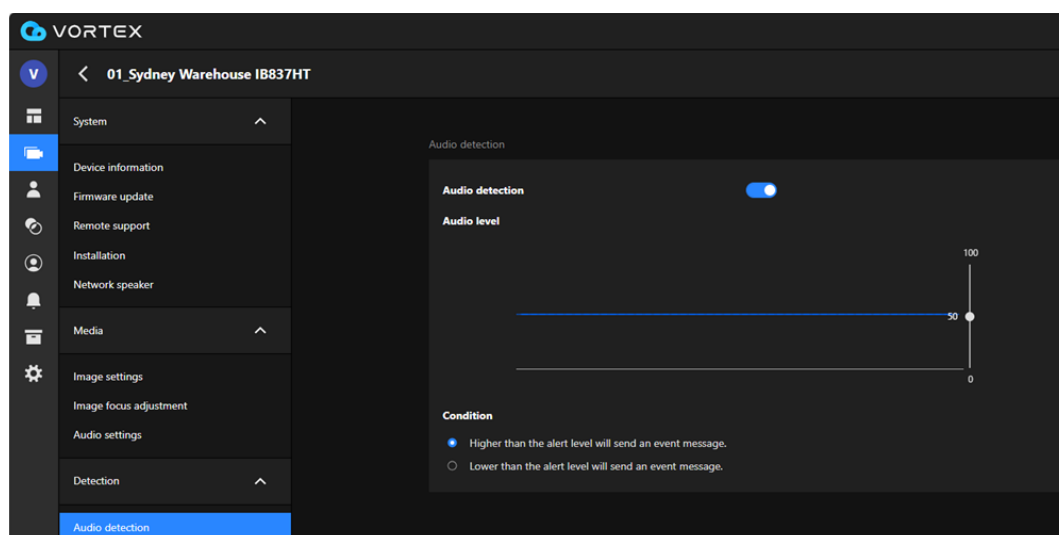 VORTEX
V
01_Sydney Warehouse IB837HT
System
Device information
Firmware update
Remote support
Installation
Network speaker
Media
Image settings
Image focus adjustment
Audio settings
Detection
Audio detection
Audio detection
Audio detection
Audio level
100
50
0
Condition
Higher than the alert level will send an event message.
Lower than the alert level will send an event message.